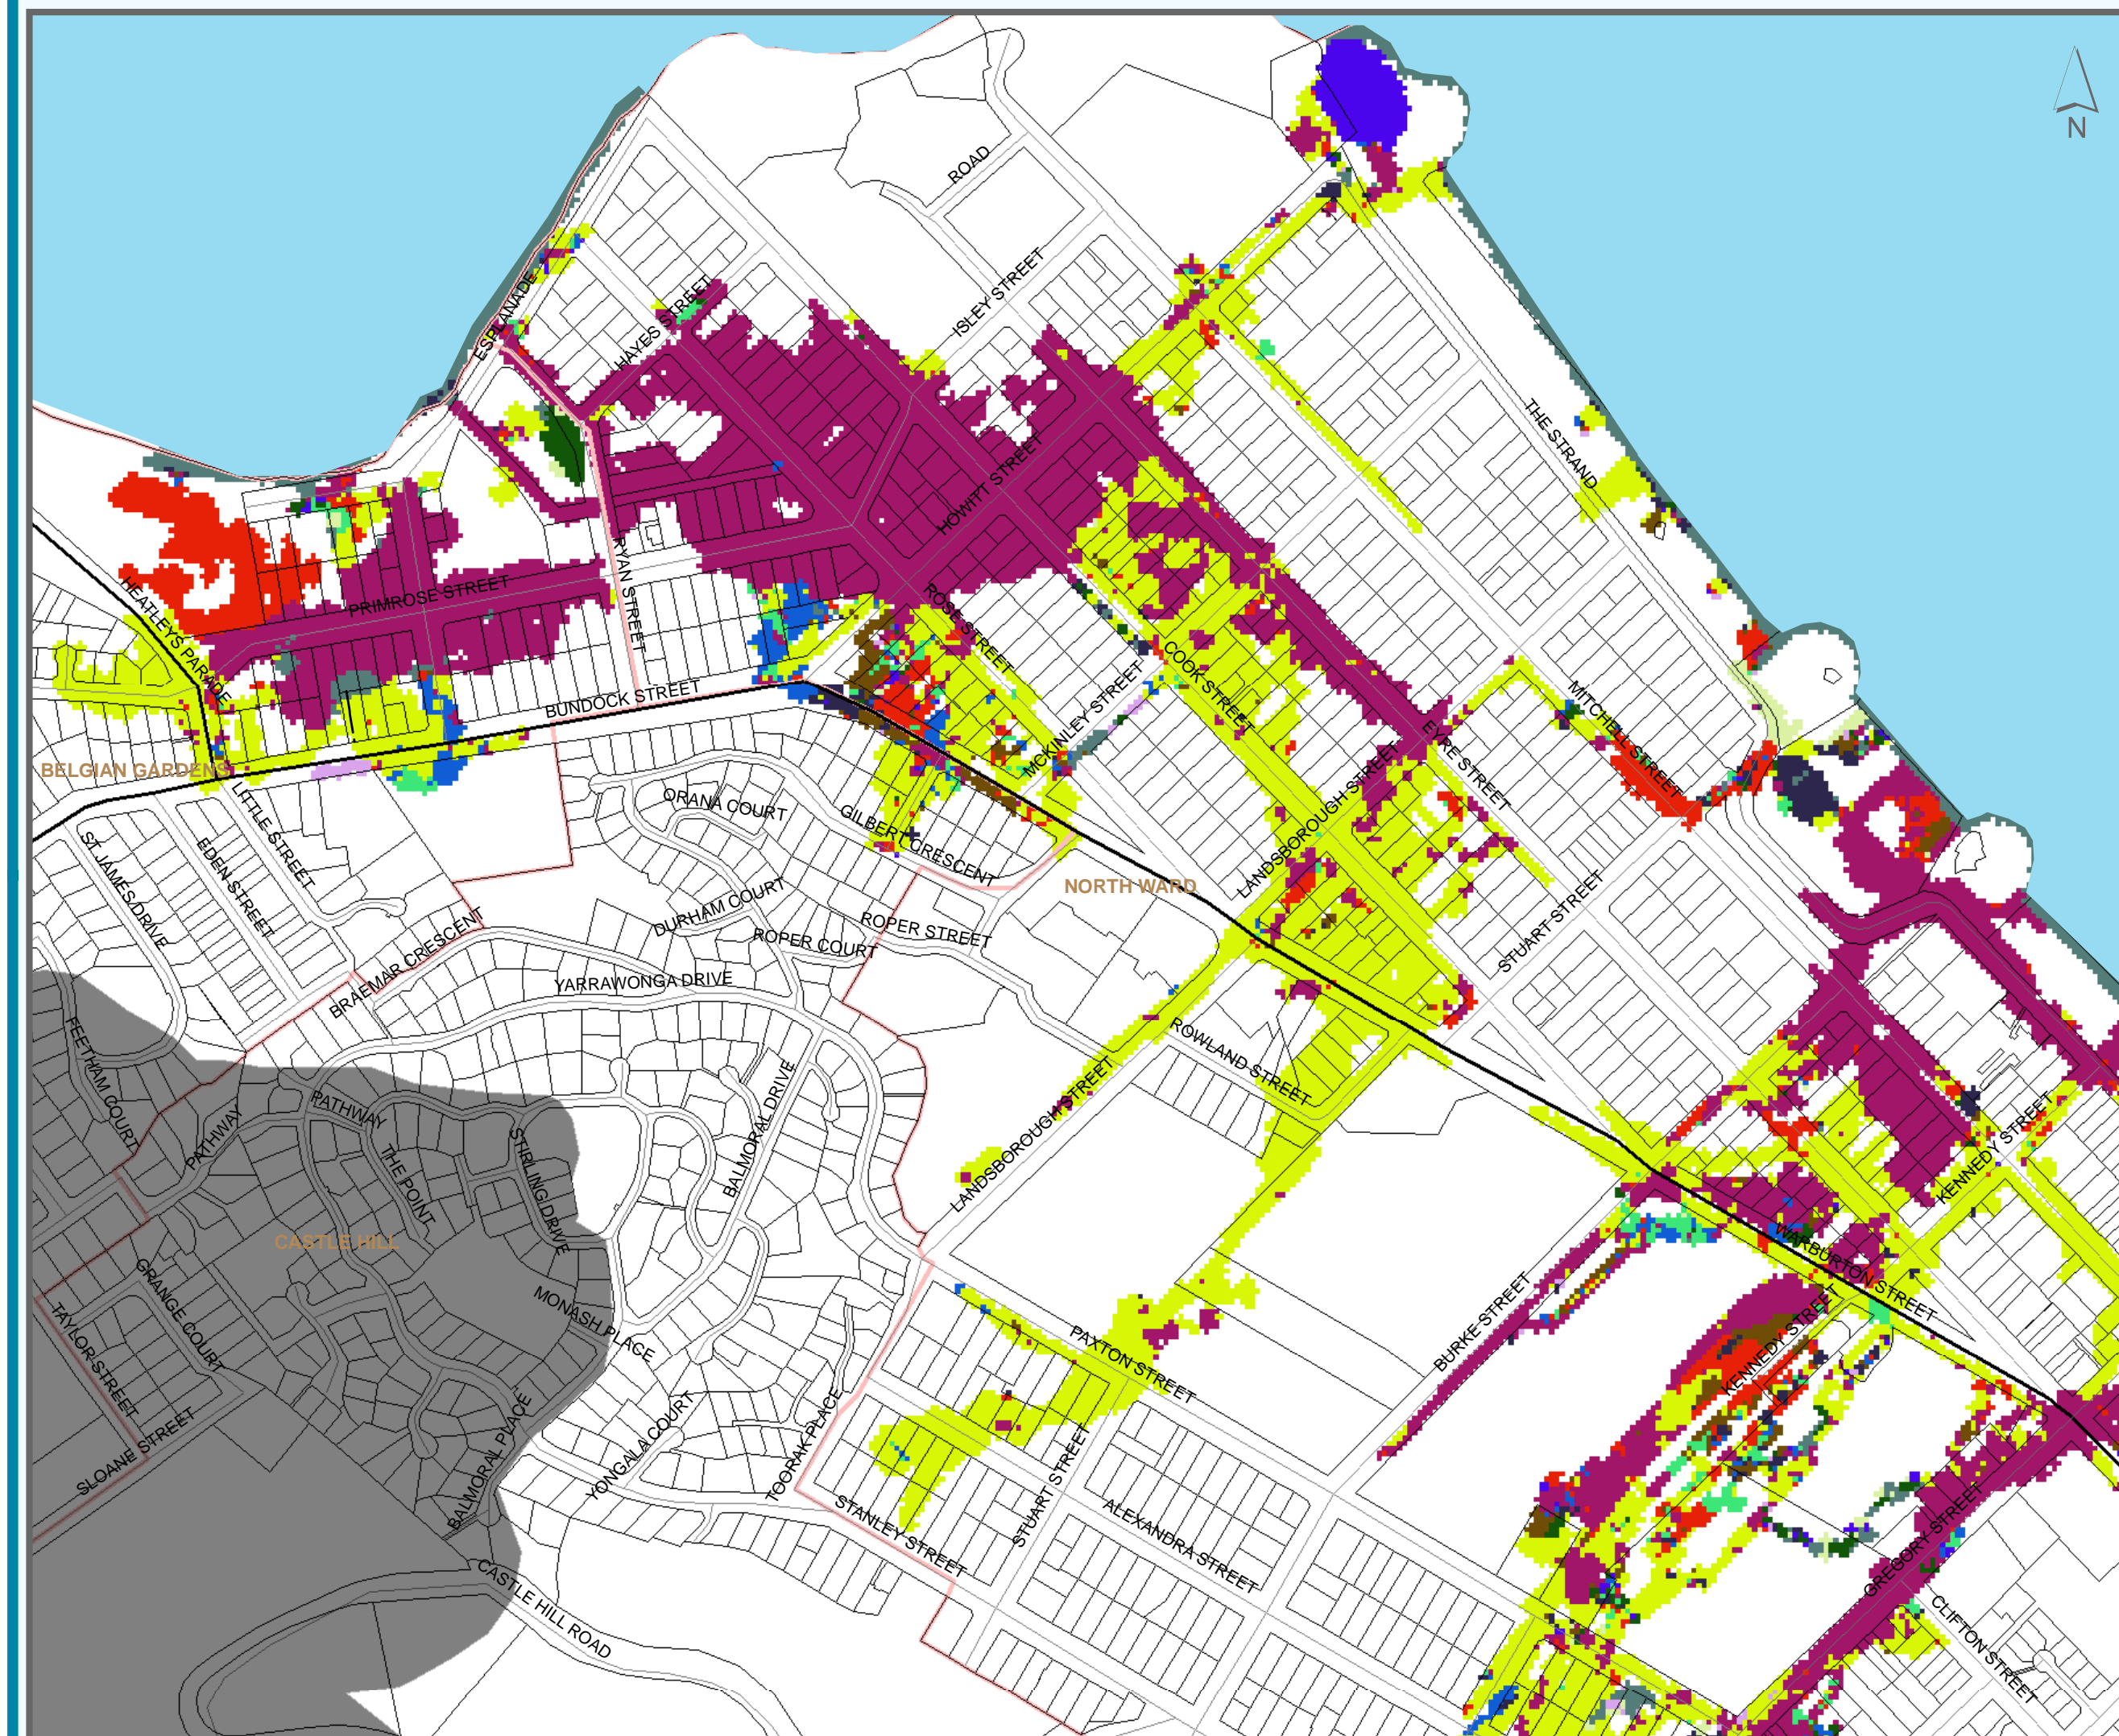 N
ROAD
ISLEY STREET
ESPLANADE
HAYES STREET
THE STRAND
HOWITT STREET
RYAN STREET
PRIMROSE STREET
HEATLEYS PARADE
ROSE STREET
COOK STREET
MCKINLEY STREET
BUNDOCK STREET
MITCHELL STREET
EYRE STREET
BELGIAN GARDENS
LITTLE STREET
ORANA COURT
GILBERT CRESCENT
LANDSBOROUGH STREET
NORTH WARD
ST JAMES DRIVE
EDEN STREET
DURHAM COURT
ROPER STREET
ROPER COURT
STUART STREET
BRAEMAR CRESCENT
YARRAWONGA DRIVE
FEETHAM COURT
ROWLAND STREET
PATHWAY
PATHWAY
THE POINT
STIRLING DRIVE
BALMORAL DRIVE
LANDSBOROUGH STREET
KENNEDY STREET
CASTLE HILL
WARBURTON STREET
GRANGE COURT
TAYLOR STREET
MONASH PLACE
PAXTON STREET
BURKE STREET
KENNEDY STREET
SLOANE STREET
BALMORAL PLACE
YONGALA COURT
TOORAK PLACE
STUART STREET
STANLEY STREET
ALEXANDRA STREET
GREGORY STREET
CASTLE HILL ROAD
CLIFTON STREET